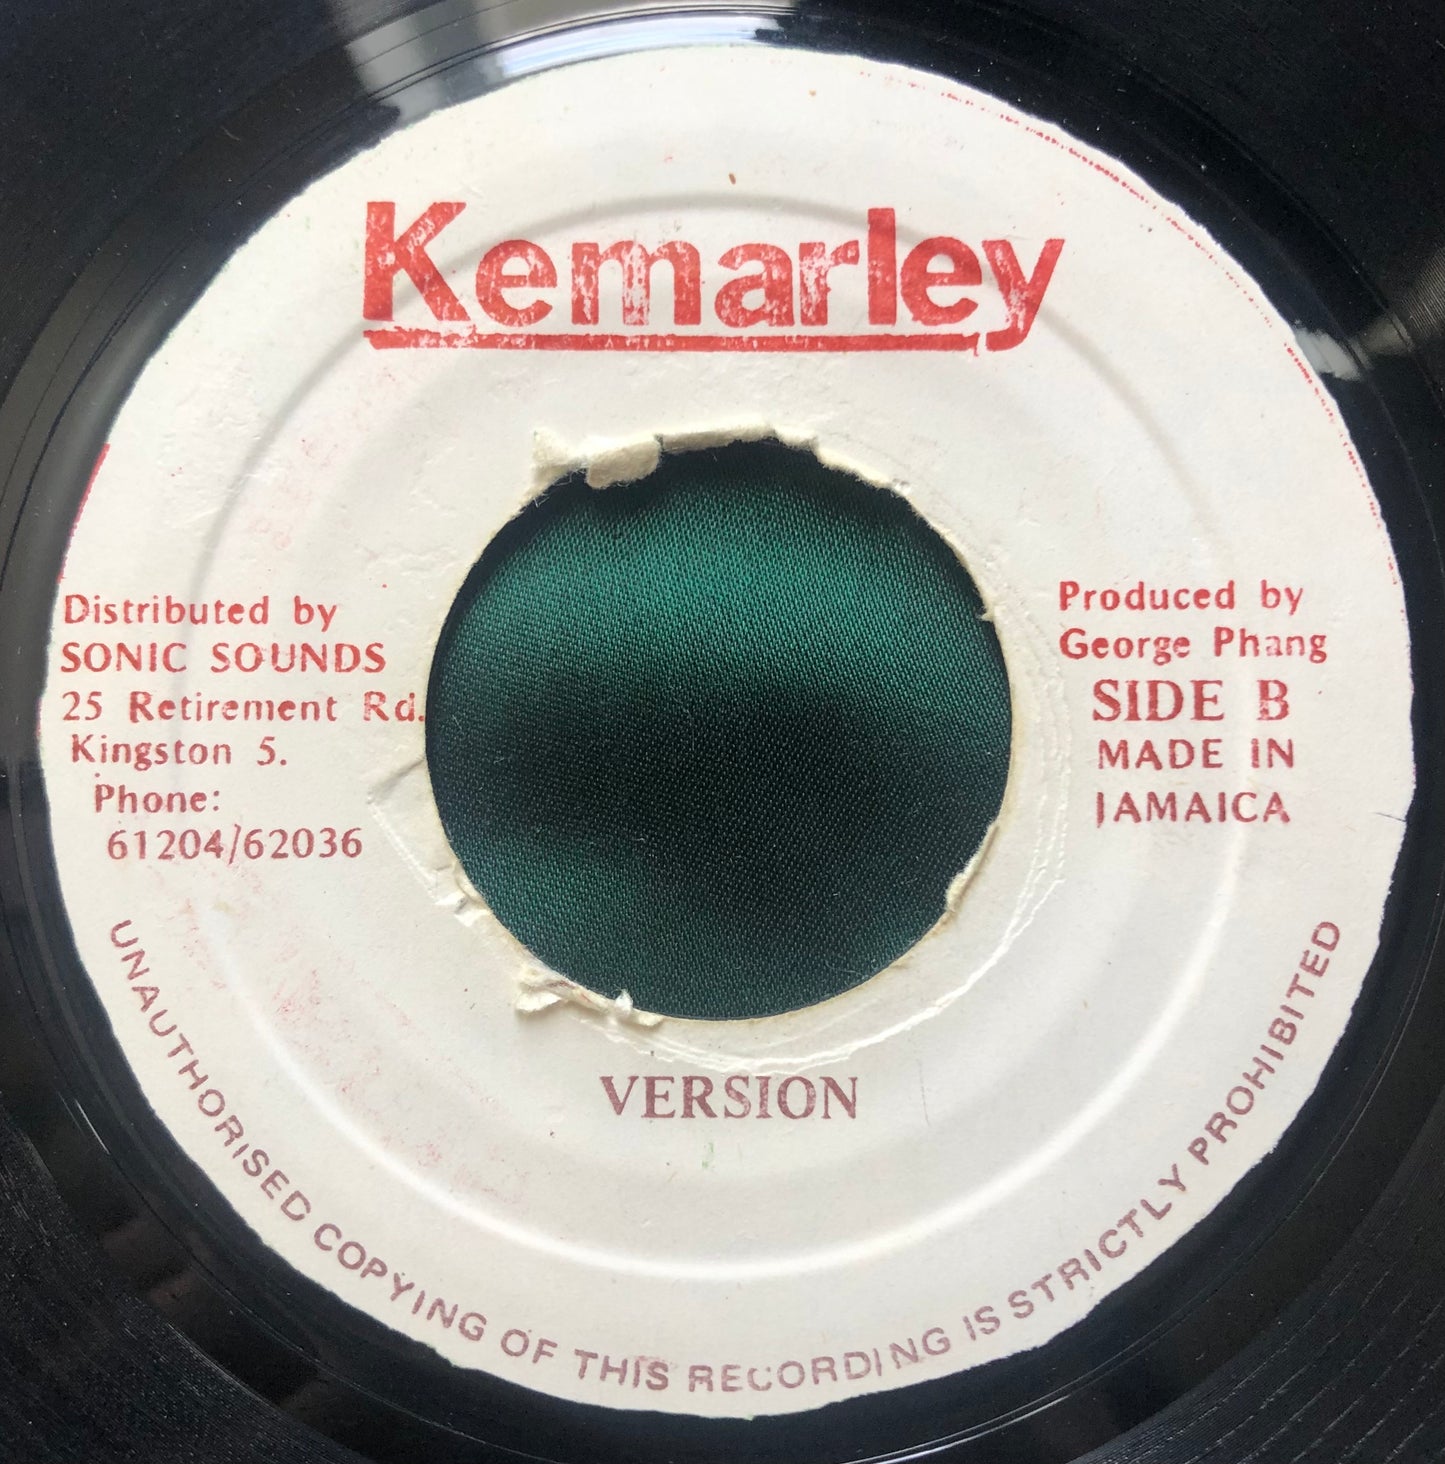 Kemarley
Distributed by
SONIC SOUNDS
25 Retirement Rd.
Kingston 5.
Phone:
61204/62036
Produced by
George Phang
SIDE B
MADE IN
JAMAICA
VERSION
UNAUTHORISED COPYING OF THIS RECORDING IS STRICTLY PROHIBITED